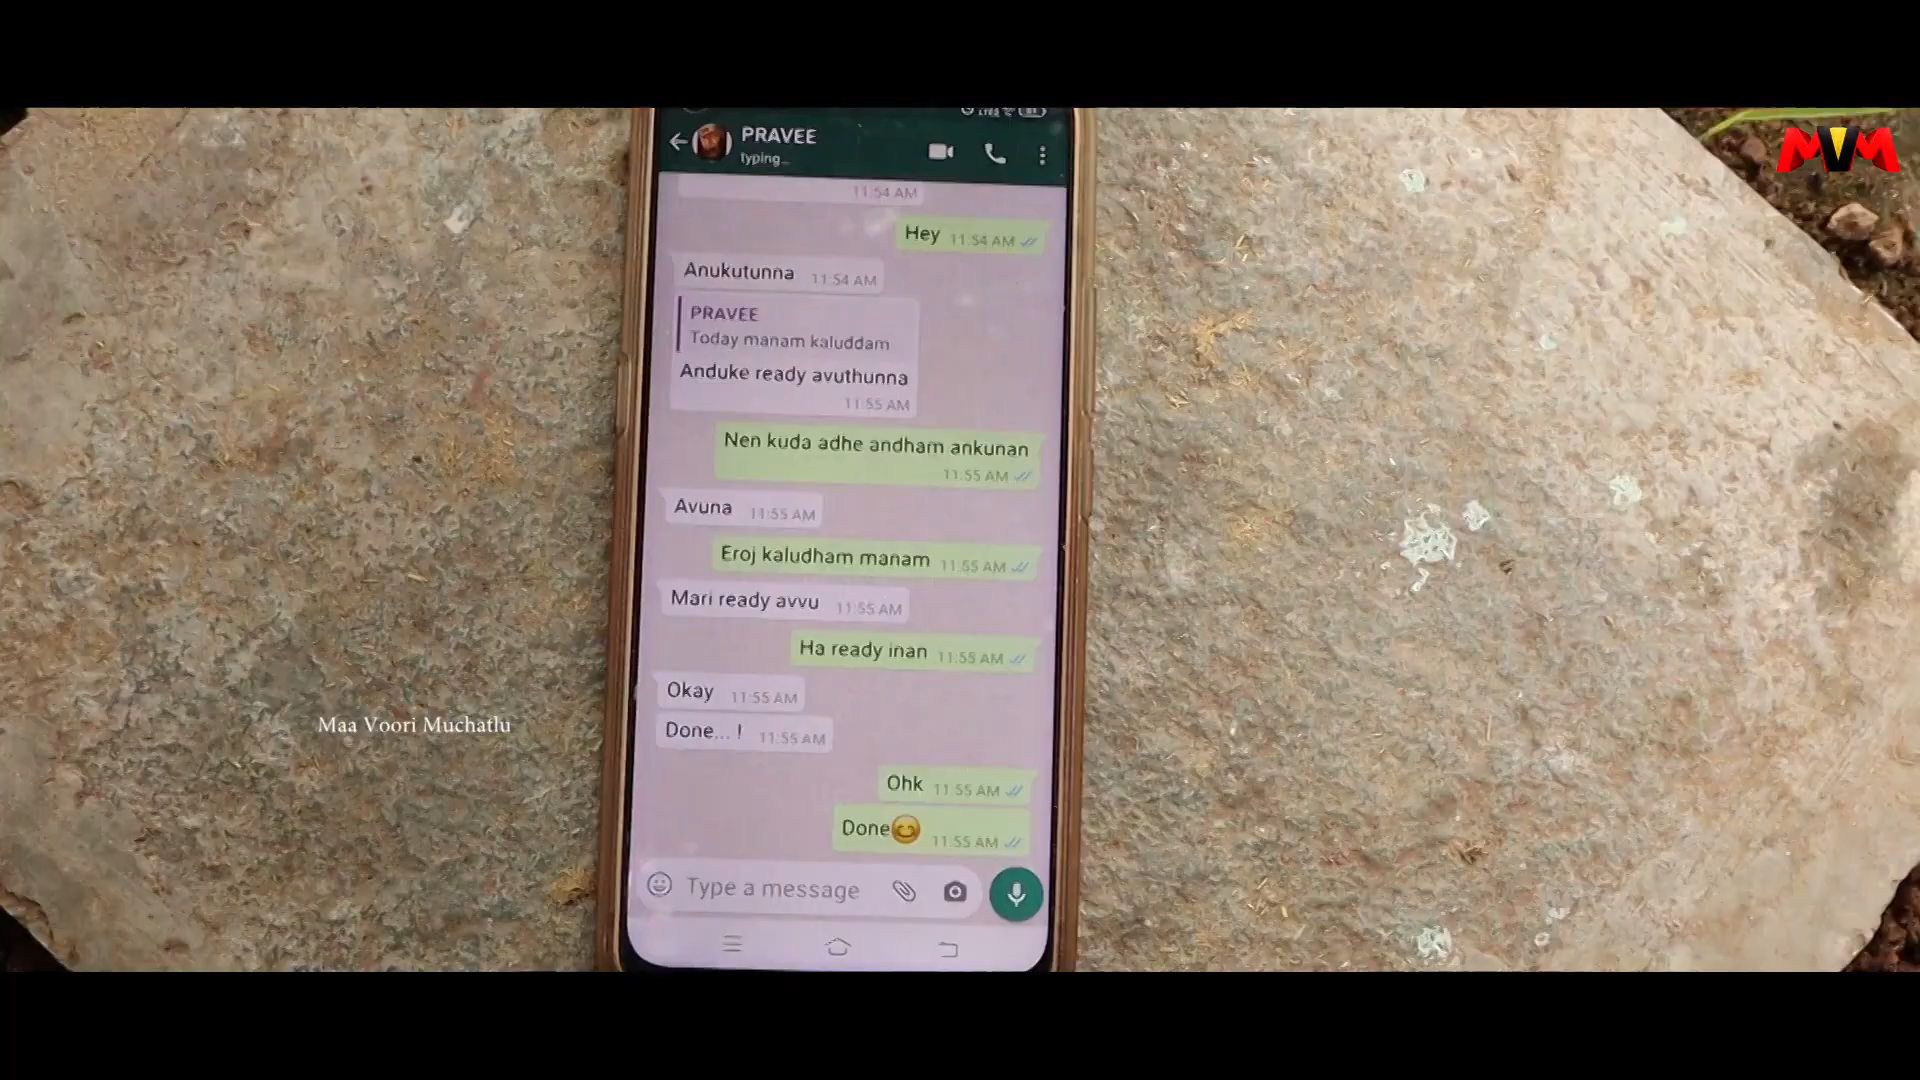 MVM
PRAVEE
typing...
11:54 AM
Hey 11:54 AM
Anukutunna 11:54 AM
PRAVEE
Today manam kaluddam
Anduke ready avuthunna
11:55 AM
Nen kuda adhe andham ankunan
11:55 AM
Avuna 11:55 AM
Eroj kaludham manam 11:55 AM
Mari ready avvu 11:55 AM
Ha ready inan 11:55 AM
Okay 11:55 AM
Done... ! 11:55 AM
Maa Voori Muchatlu
Ohk 11:55 AM
Done😊 11:55 AM
Type a message